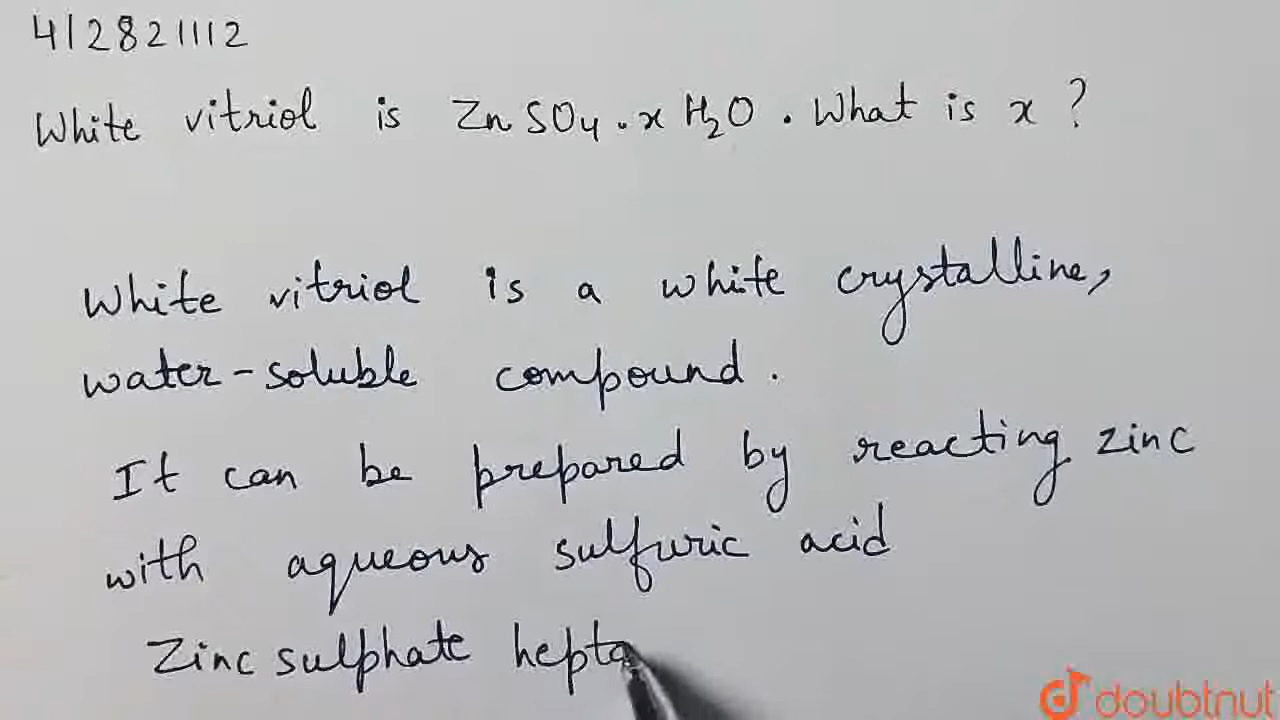 412821112
White vitriol is ZnSO₄.xH₂O. What is x?
White vitriol is a white crystalline,
water-soluble compound.
It can be prepared by reacting zinc
with aqueous sulfuric acid
Zinc sulphate hepta
doubtnut